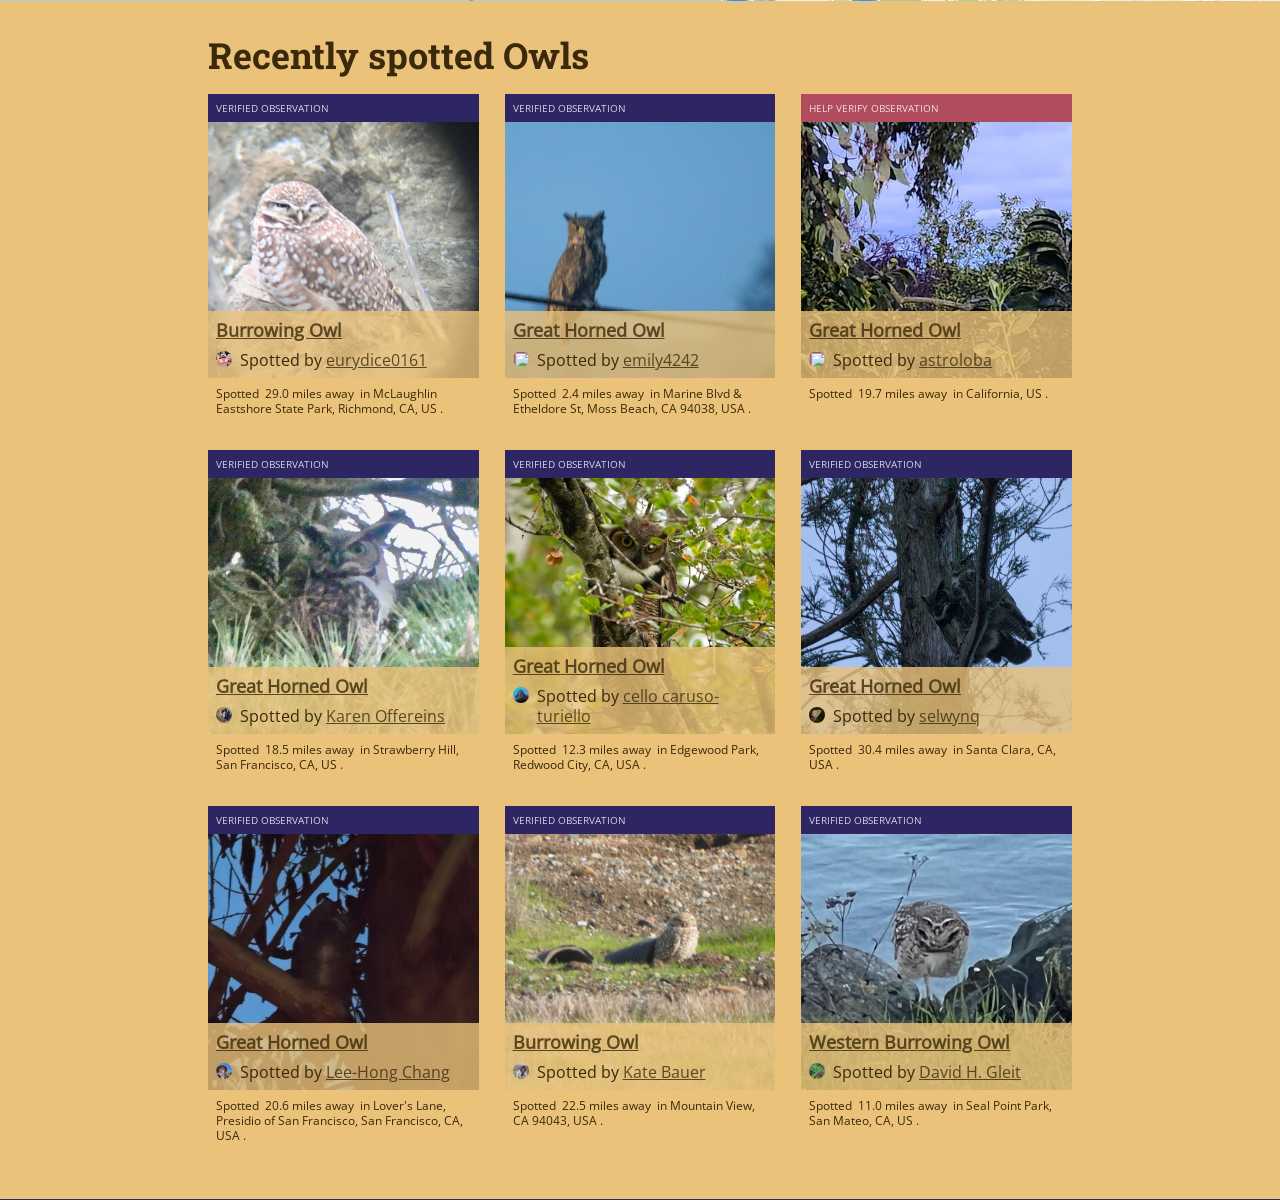 Recently spotted Owls
VERIFIED OBSERVATION
Burrowing Owl
Spotted by eurydice0161
Spotted 29.0 miles away in McLaughlin
Eastshore State Park, Richmond, CA, US .
VERIFIED OBSERVATION
Great Horned Owl
Spotted by emily4242
Spotted 2.4 miles away in Marine Blvd &
Etheldore St, Moss Beach, CA 94038, USA .
HELP VERIFY OBSERVATION
Great Horned Owl
Spotted by astroloba
Spotted 19.7 miles away in California, US .
VERIFIED OBSERVATION
Great Horned Owl
Spotted by Karen Offereins
Spotted 18.5 miles away in Strawberry Hill,
San Francisco, CA, US .
VERIFIED OBSERVATION
Great Horned Owl
Spotted by cello caruso-
turiello
Spotted 12.3 miles away in Edgewood Park,
Redwood City, CA, USA .
VERIFIED OBSERVATION
Great Horned Owl
Spotted by selwynq
Spotted 30.4 miles away in Santa Clara, CA,
USA .
VERIFIED OBSERVATION
Great Horned Owl
Spotted by Lee-Hong Chang
Spotted 20.6 miles away in Lover's Lane,
Presidio of San Francisco, San Francisco, CA,
USA .
VERIFIED OBSERVATION
Burrowing Owl
Spotted by Kate Bauer
Spotted 22.5 miles away in Mountain View,
CA 94043, USA .
VERIFIED OBSERVATION
Western Burrowing Owl
Spotted by David H. Gleit
Spotted 11.0 miles away in Seal Point Park,
San Mateo, CA, US .